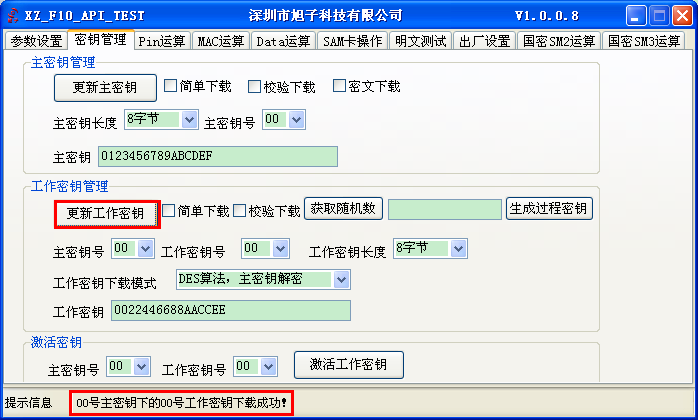 XZ_F10_API_TEST 深圳市旭子科技有限公司 V1.0.0.8
参数设置 密钥管理 Pin运算 MAC运算 Data运算 SAM卡操作 明文测试 出厂设置 国密SM2运算 国密SM3运算
主密钥管理
更新主密钥 简单下载 校验下载 密文下载
主密钥长度 8字节 主密钥号 00
主密钥 0123456789ABCDEF
工作密钥管理
更新工作密钥 简单下载 校验下载 获取随机数 生成过程密钥
主密钥号 00 工作密钥号 00 工作密钥长度 8字节
工作密钥下载模式 DES算法，主密钥解密
工作密钥 0022446688AACCEE
激活密钥
主密钥号 00 工作密钥号 00 激活工作密钥
提示信息 00号主密钥下的00号工作密钥下载成功!